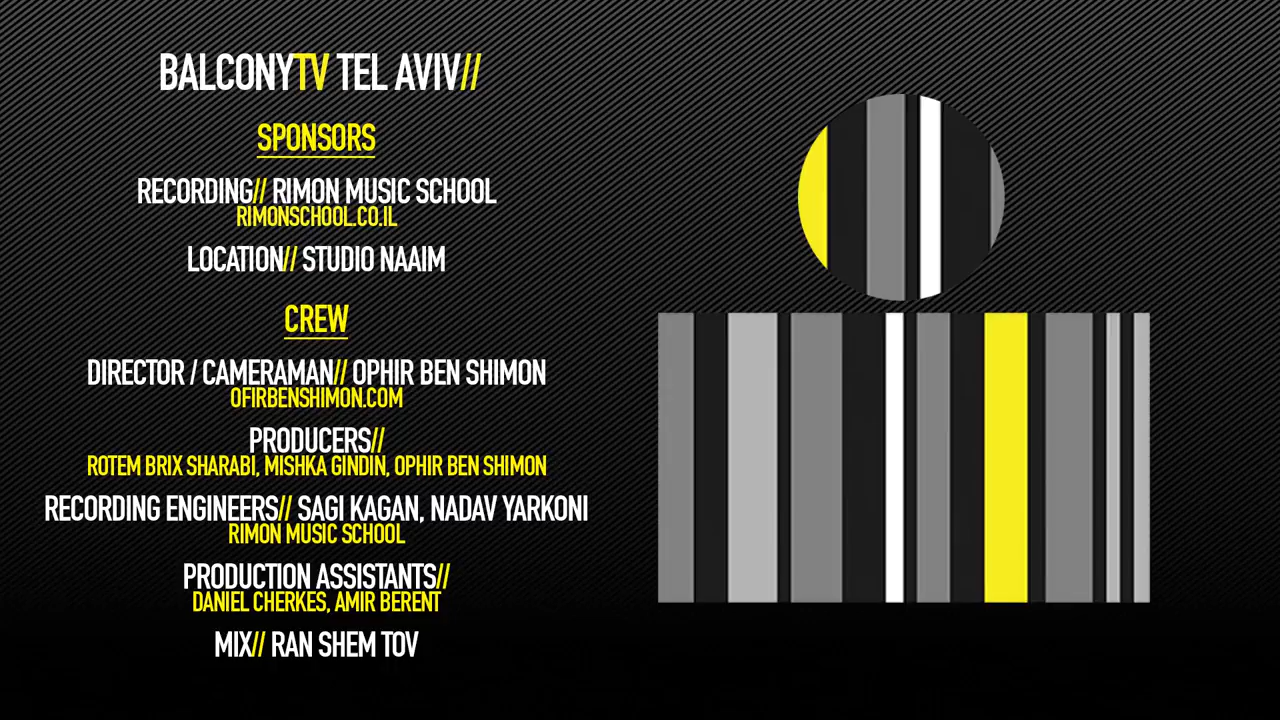 BALCONYTV TEL AVIV//
SPONSORS
RECORDING// RIMON MUSIC SCHOOL
RIMONSCHOOL.CO.IL
LOCATION// STUDIO NAAIM
CREW
DIRECTOR / CAMERAMAN// OPHIR BEN SHIMON
OFIRBENSHIMON.COM
PRODUCERS//
ROTEM BRIX SHARABI, MISHKA GINDIN, OPHIR BEN SHIMON
RECORDING ENGINEERS// SAGI KAGAN, NADAV YARKONI
RIMON MUSIC SCHOOL
PRODUCTION ASSISTANTS//
DANIEL CHERKES, AMIR BERENT
MIX// RAN SHEM TOV